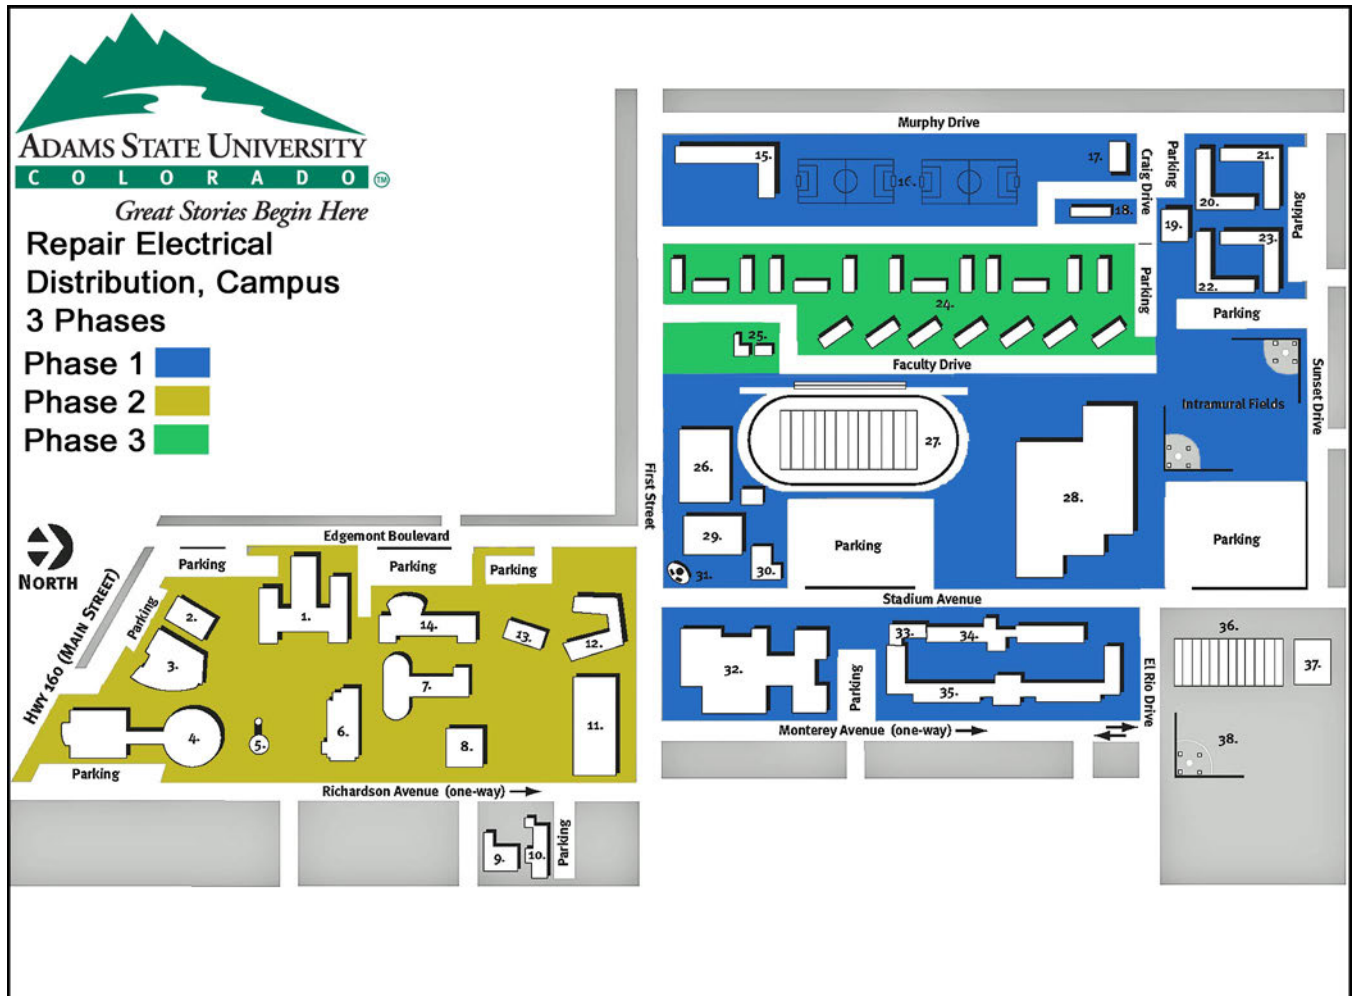 ADAMS STATE UNIVERSITY
COLORADO TM
Great Stories Begin Here
Repair Electrical
Distribution, Campus
3 Phases
Phase 1
Phase 2
Phase 3
NORTH
Murphy Drive
15.
16.
17.
18.
Craig Drive
Parking
19.
20.
21.
22.
23.
Parking
Parking
24.
Parking
25.
Faculty Drive
Intramural Fields
Sunset Drive
First Street
26.
27.
28.
29.
30.
31.
Parking
Parking
Stadium Avenue
32.
Parking
33.
34.
35.
El Rio Drive
36.
37.
38.
Monterey Avenue (one-way)
Edgemont Boulevard
Parking
Parking
Parking
Parking
HWY 160 (MAIN STREET)
1.
2.
3.
4.
5.
6.
7.
8.
11.
12.
13.
14.
Parking
Richardson Avenue (one-way)
9.
10.
Parking